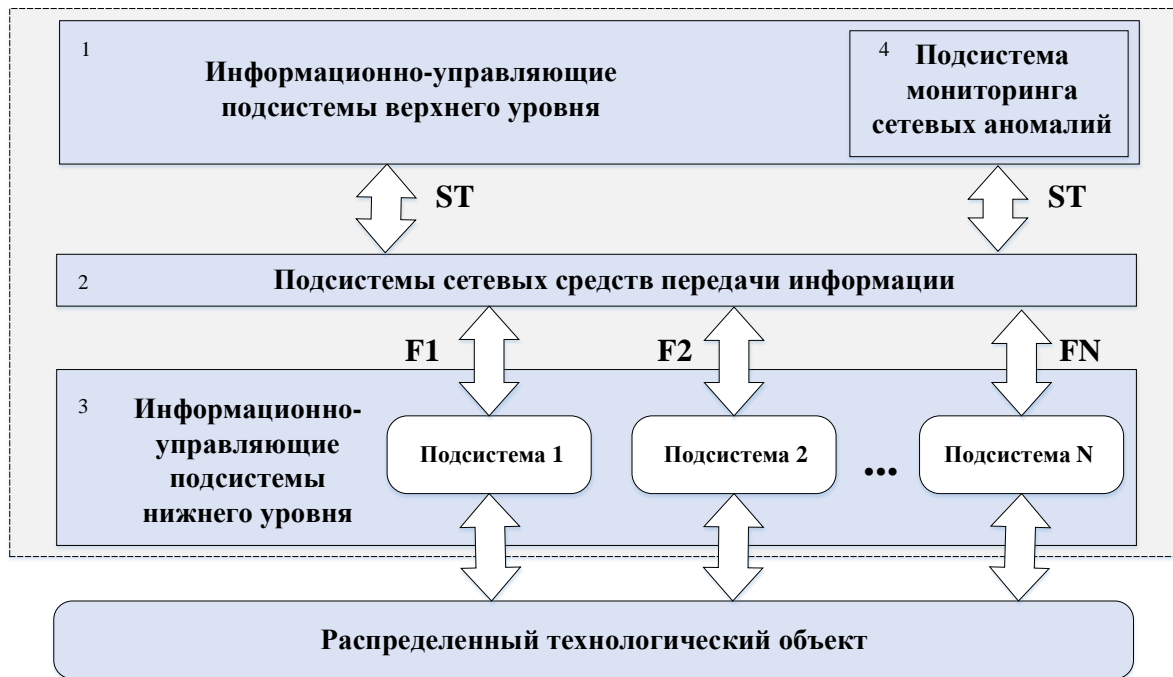 1
Информационно-управляющие
подсистемы верхнего уровня
4
Подсистема
мониторинга
сетевых аномалий
ST
ST
2
Подсистемы сетевых средств передачи информации
F1
F2
FN
3
Информационно-
управляющие
подсистемы
нижнего уровня
Подсистема 1
Подсистема 2
...
Подсистема N
Распределенный технологический объект